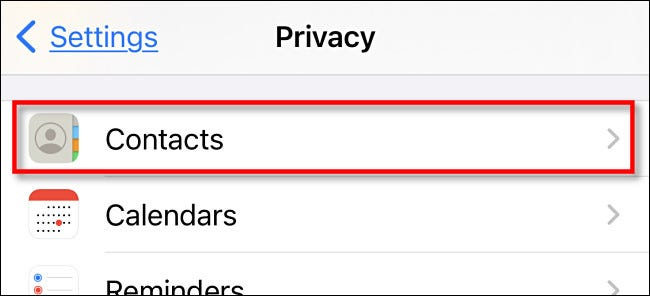 Settings
Privacy
Contacts
Calendars
Reminders